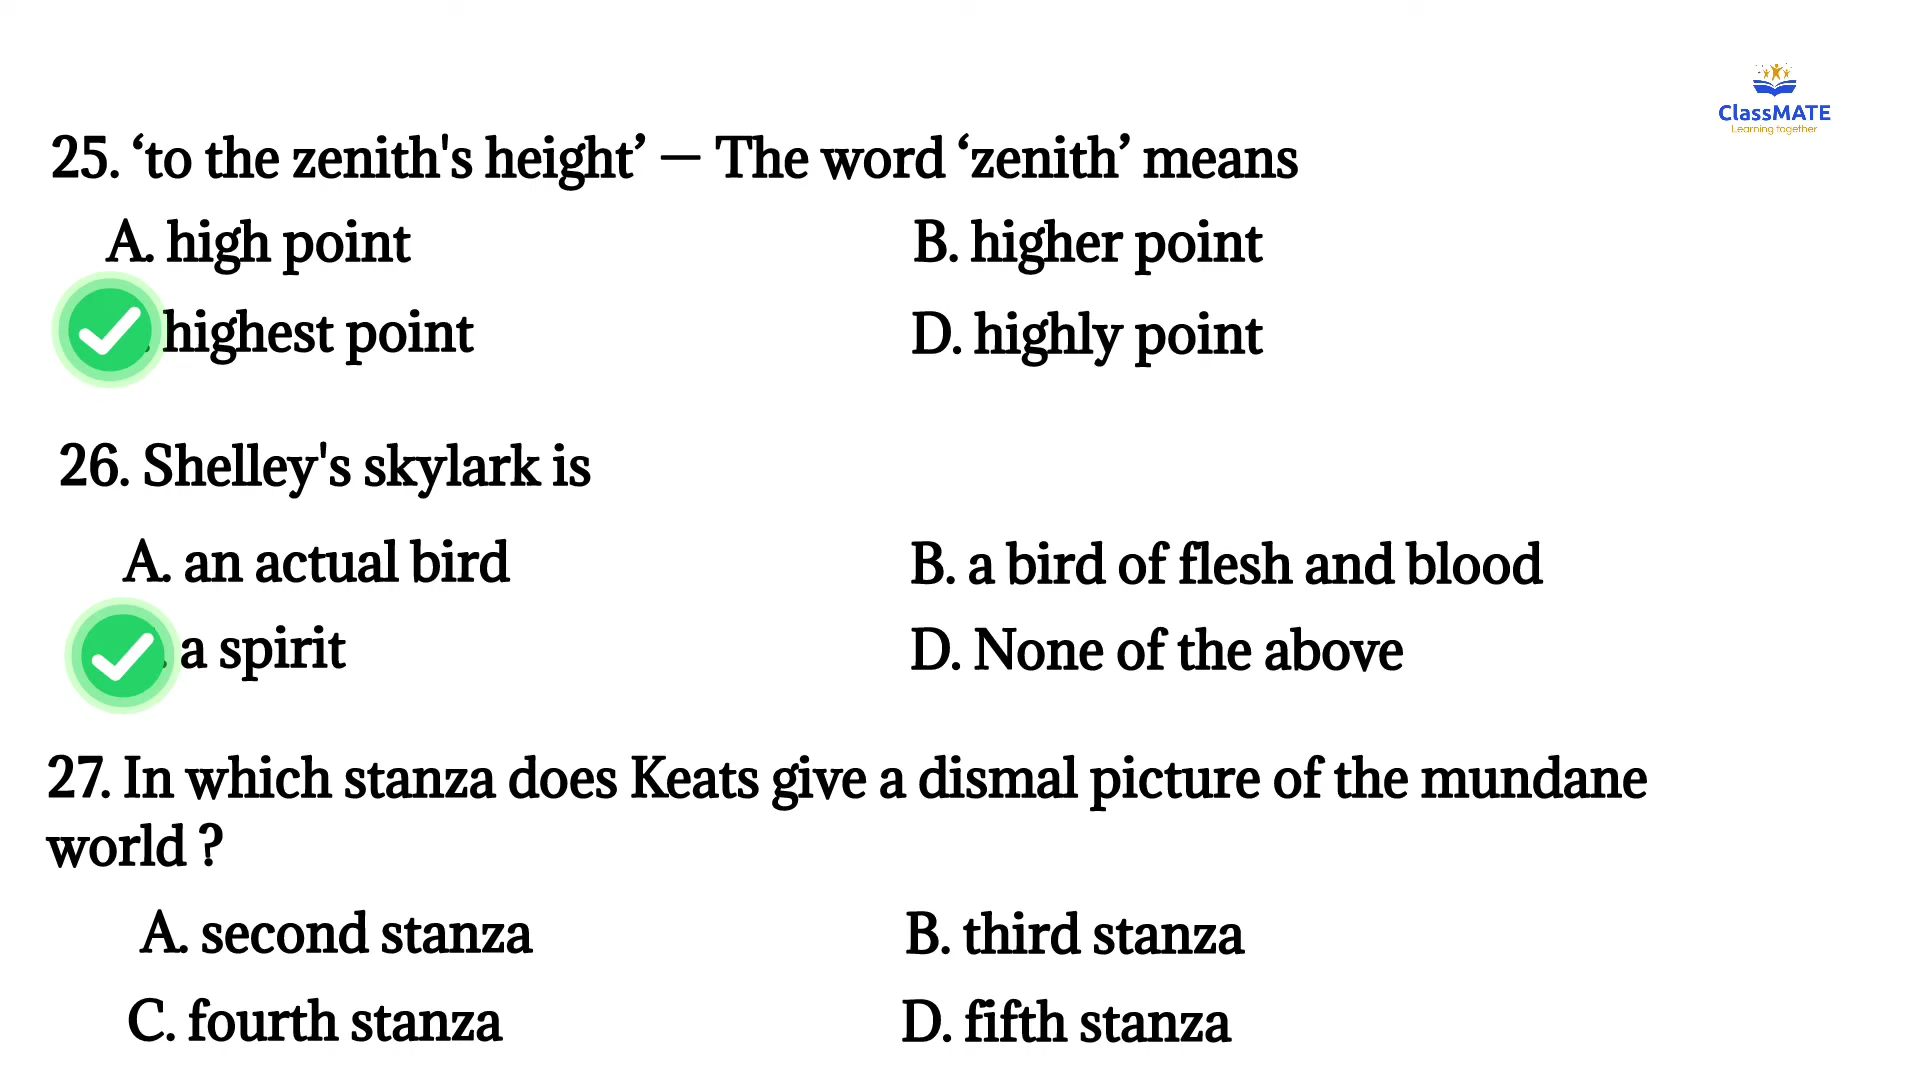 ClassMATE
Learning together
25. ‘to the zenith's height’ — The word ‘zenith’ means
A. high point
B. higher point
. highest point
D. highly point
26. Shelley's skylark is
A. an actual bird
B. a bird of flesh and blood
. a spirit
D. None of the above
27. In which stanza does Keats give a dismal picture of the mundane
world ?
A. second stanza
B. third stanza
C. fourth stanza
D. fifth stanza